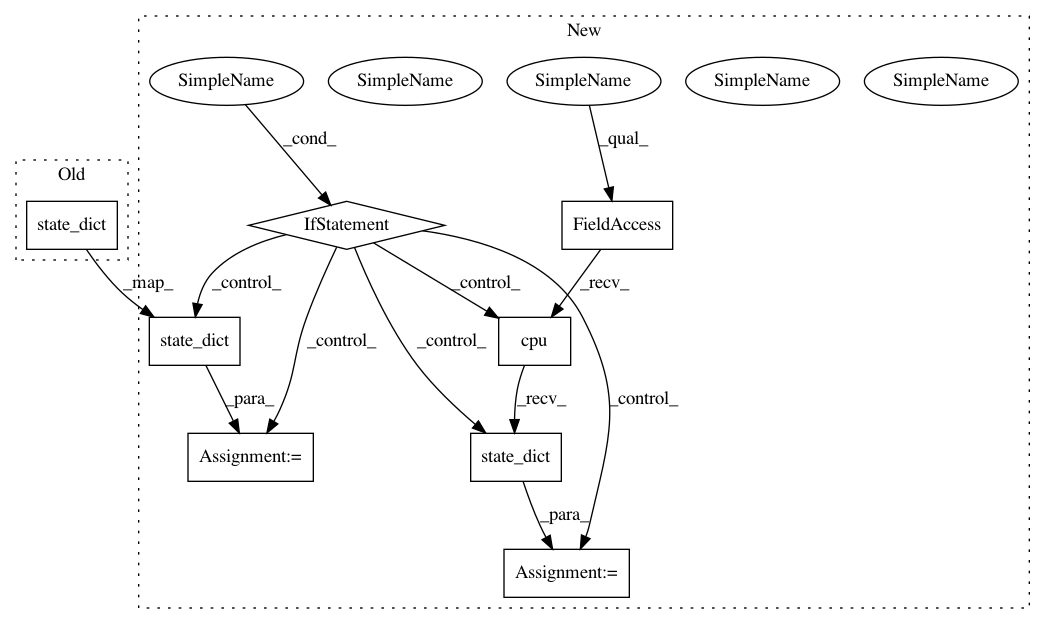 New
SimpleName
SimpleName
SimpleName
SimpleName
SimpleName
_cond_
_qual_
Old
state_dict
IfStatement
FieldAccess
_map_
_control_
_control_
_recv_
state_dict
_control_
_control_
cpu
_para_
_recv_
_control_
Assignment:=
state_dict
_para_
Assignment:=